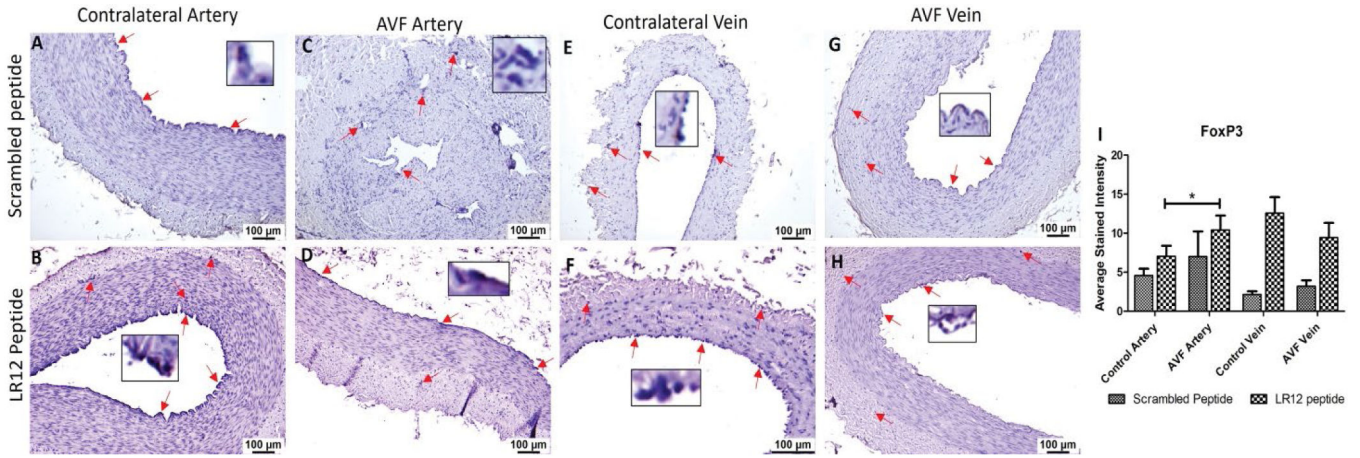 Contralateral Artery
AVF Artery
Contralateral Vein
AVF Vein
Scrambled peptide
A
100 µm
C
100 µm
E
100 µm
G
100 µm
LR12 Peptide
B
100 µm
D
100 µm
F
100 µm
H
100 µm
I
FoxP3
Average Stained Intensity
20
15
10
5
0
*
Control Artery
AVF Artery
Control Vein
AVF Vein
Scrambled Peptide
LR12 peptide